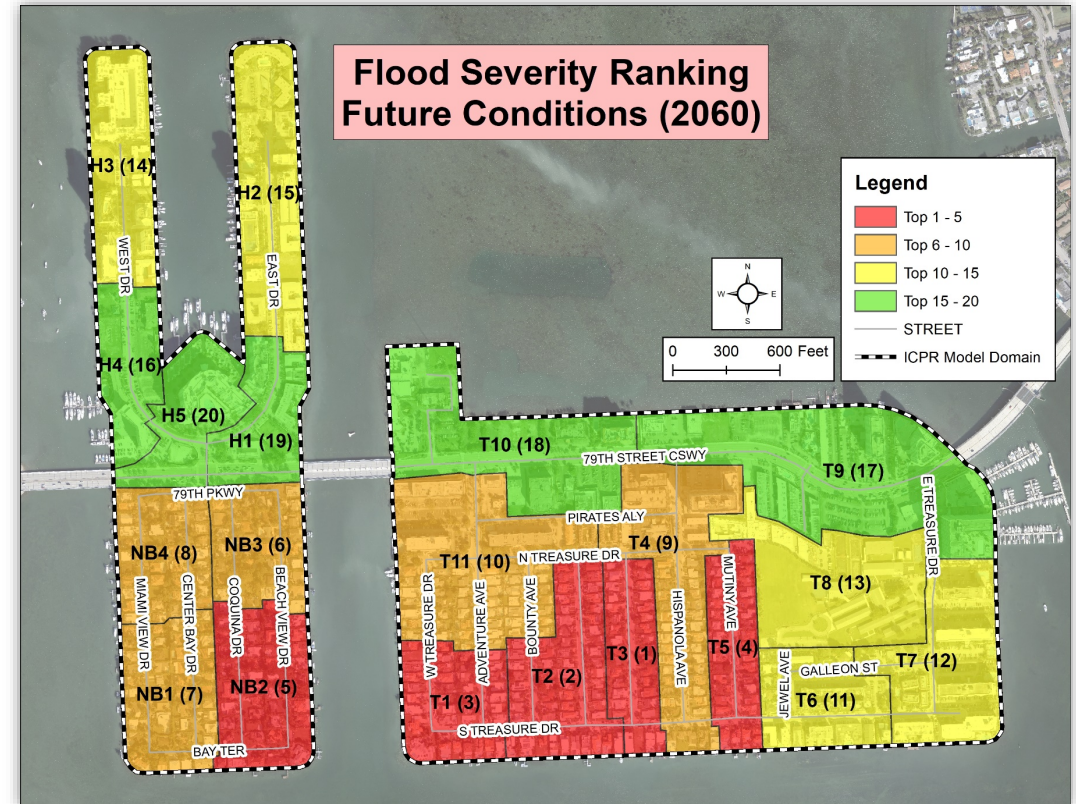 Flood Severity Ranking
Future Conditions (2060)
H3 (14)
H2 (15)
WEST DR
EAST DR
Legend
Top 1 - 5
Top 6 - 10
Top 10 - 15
Top 15 - 20
STREET
ICPR Model Domain
N
W
E
S
0 300 600 Feet
H4 (16)
H5 (20)
H1 (19)
T10 (18)
79TH STREET CSWY
T9 (17)
79TH PKWY
E TREASURE DR
PIRATES ALY
NB4 (8)
NB3 (6)
T4 (9)
T11 (10)
N TREASURE DR
T8 (13)
MIAMI VIEW DR
CENTER BAY DR
COQUINA DR
BEACH VIEW DR
W TREASURE DR
ADVENTURE AVE
BOUNTY AVE
HISPANOLA AVE
MUTINY AVE
T3 (1)
T5 (4)
T2 (2)
JEWEL AVE
GALLEON ST
T7 (12)
NB1 (7)
NB2 (5)
T1 (3)
T6 (11)
S TREASURE DR
BAY TER